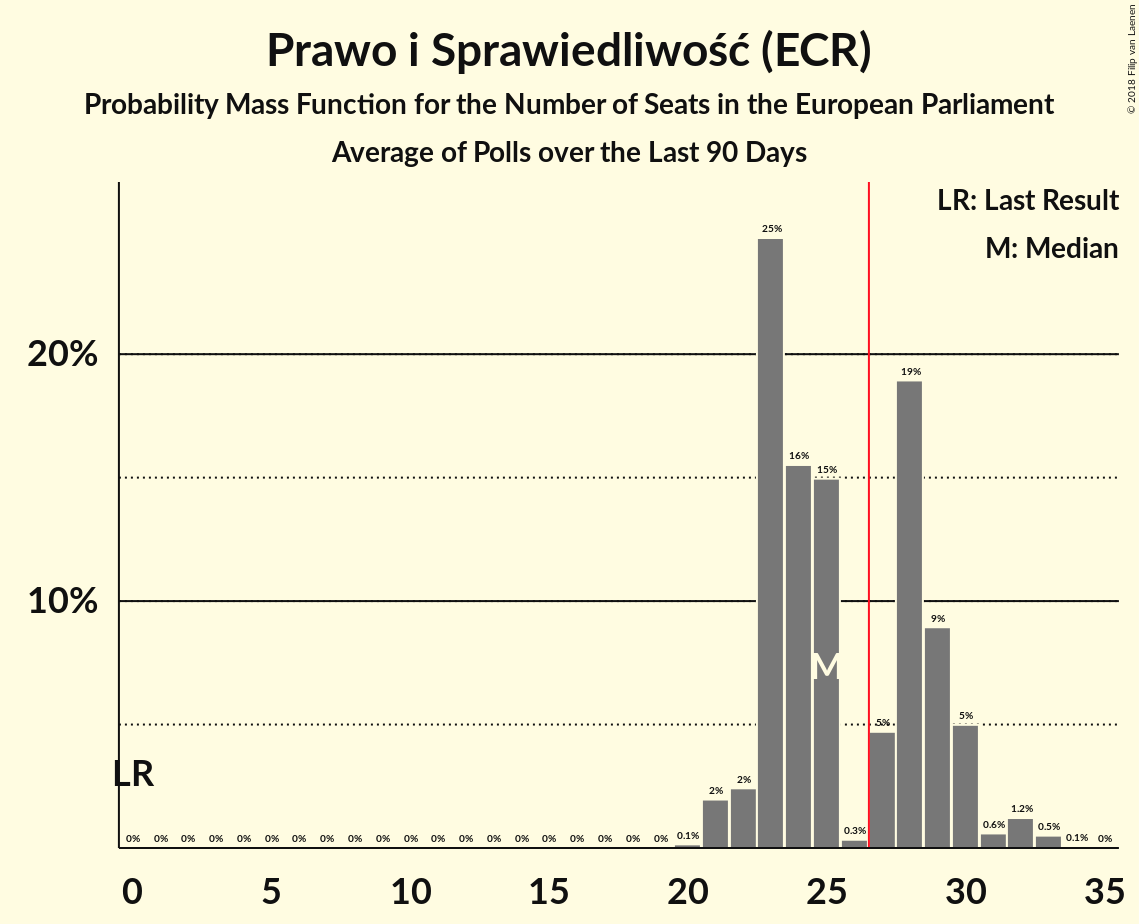 Prawo i Sprawiedliwość (ECR)
Probability Mass Function for the Number of Seats in the European Parliament
Average of Polls over the Last 90 Days
© 2018 Filip van Laenen
LR: Last Result
M: Median
25%
20%
19%
16%
15%
10%
9%
M
5%
5%
LR
2%
2%
1.2%
0% 0% 0% 0% 0% 0% 0% 0% 0% 0% 0% 0% 0% 0% 0% 0% 0% 0% 0% 0% 0.1% 0.3% 0.6% 0.5% 0.1% 0%
0 5 10 15 20 25 30 35